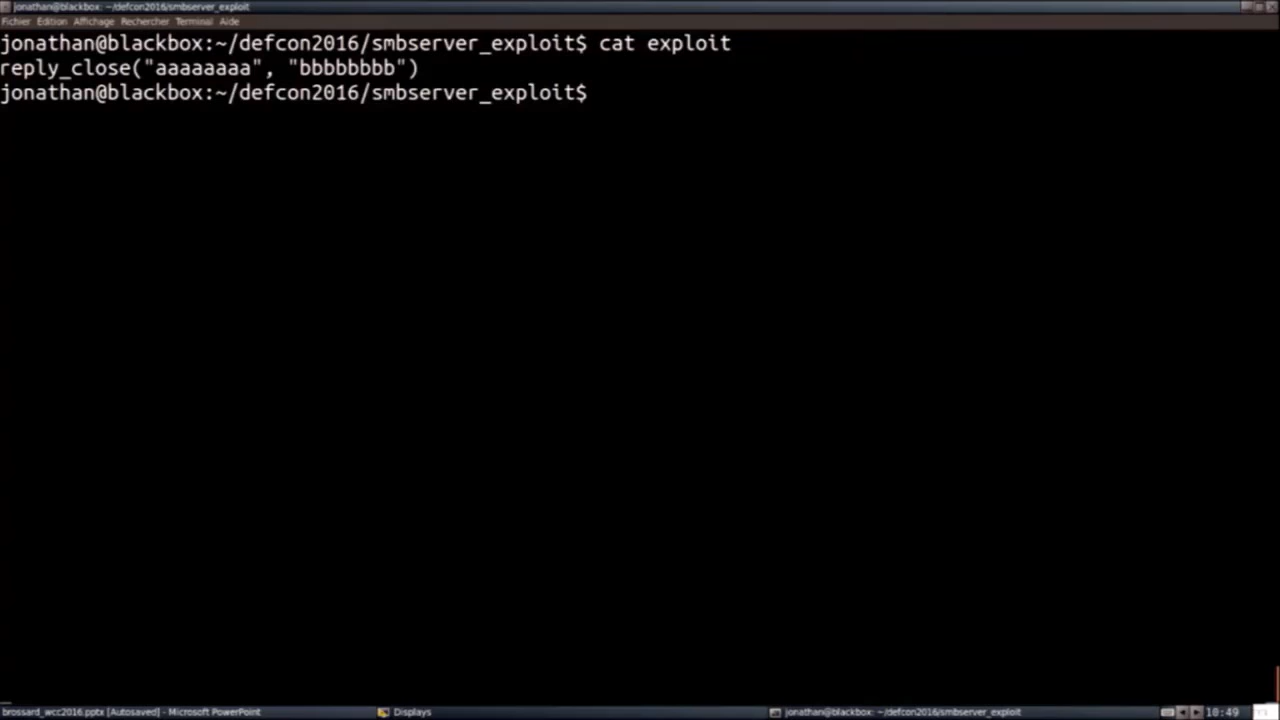 jonathan@blackbox: ~/defcon2016/smbserver_exploit
Fichier Édition Affichage Rechercher Terminal Aide
jonathan@blackbox:~/defcon2016/smbserver_exploit$ cat exploit
reply_close("aaaaaaaa", "bbbbbbbb")
jonathan@blackbox:~/defcon2016/smbserver_exploit$
brossard_wcc2016.pptx [Autosaved] - Microsoft PowerPoint Displays jonathan@blackbox: ~/defcon2016/smbserver_exploit 10:49